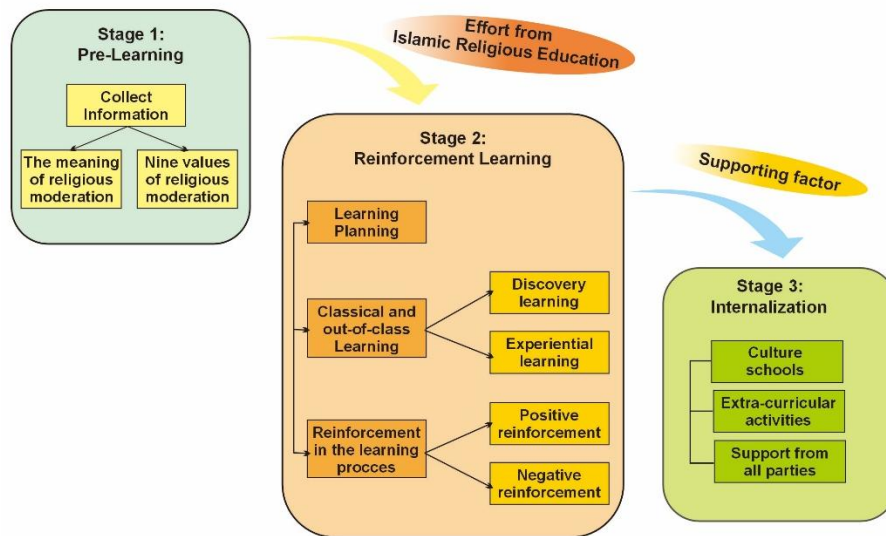 Stage 1:
Pre-Learning
Collect
Information
The meaning
of religious
moderation
Nine values
of religious
moderation
Effort from
Islamic Religious Education
Stage 2:
Reinforcement Learning
Learning
Planning
Classical and
out-of-class
Learning
Discovery
learning
Experiential
learning
Reinforcement
in the learning
procces
Positive
reinforcement
Negative
reinforcement
Supporting factor
Stage 3:
Internalization
Culture
schools
Extra-curricular
activities
Support from
all parties